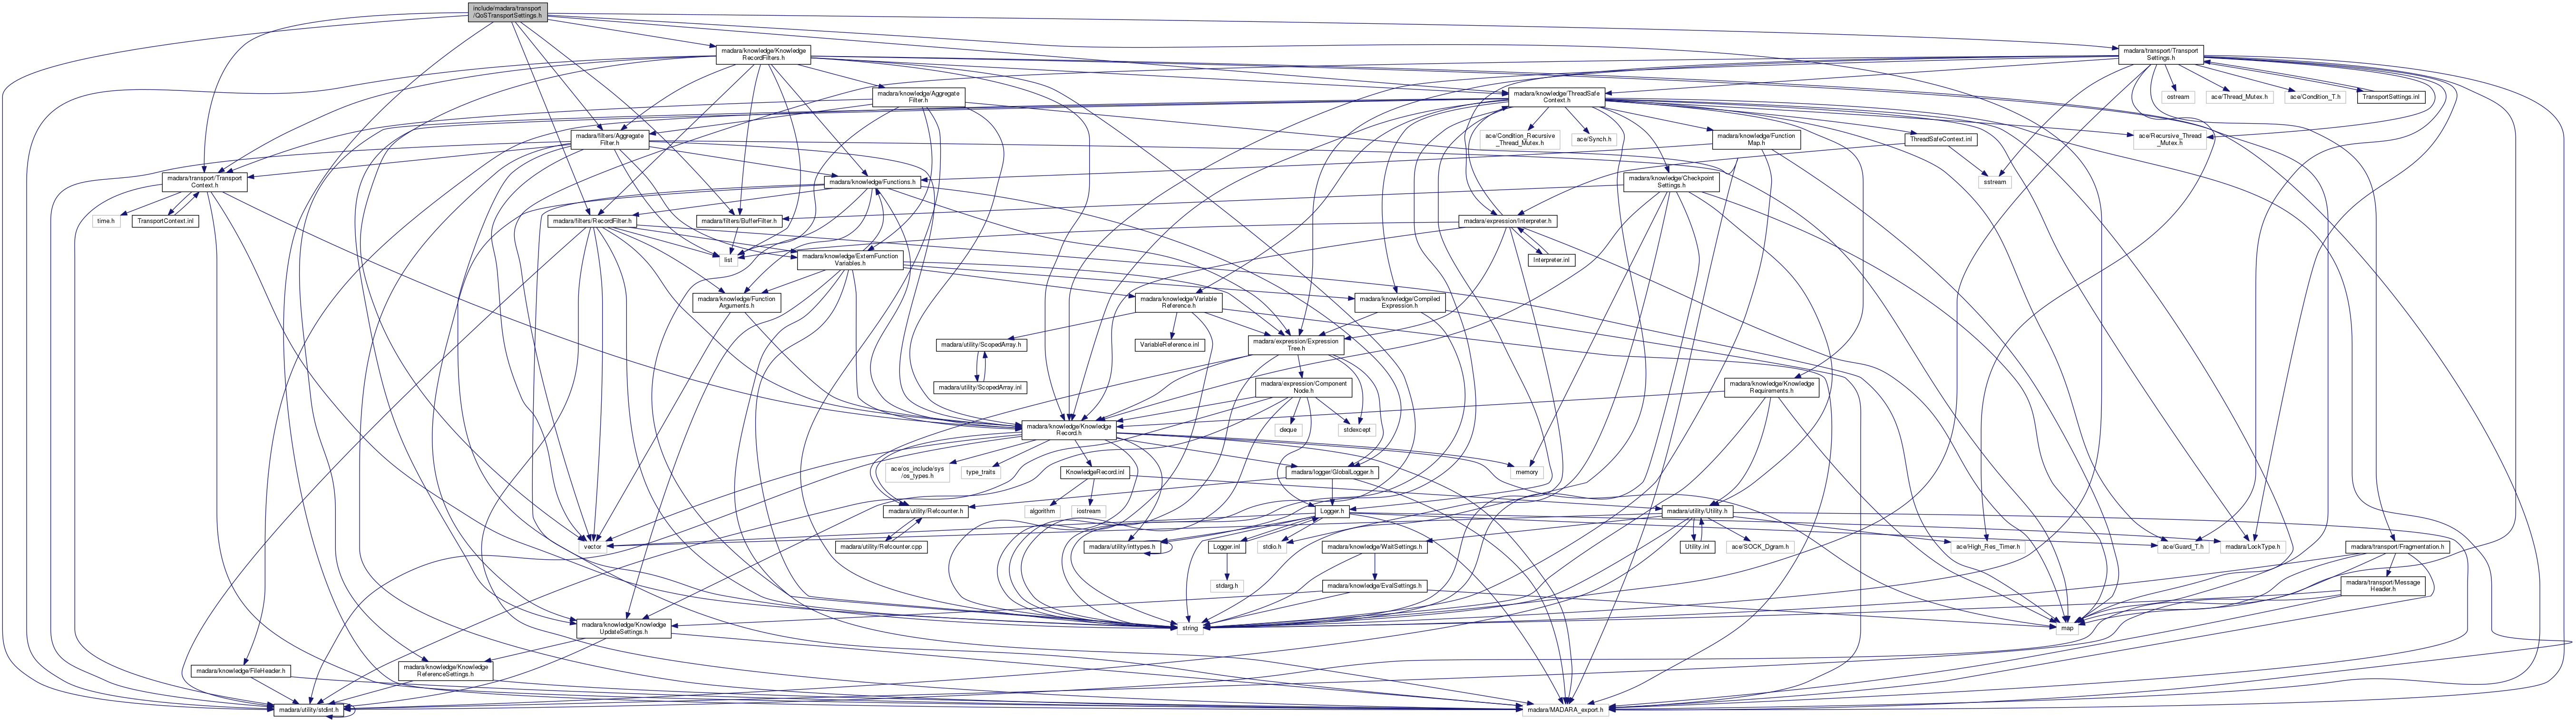 include/madara/transport
/QoSTransportSettings.h
madara/knowledge/Knowledge
RecordFilters.h
madara/transport/Transport
Settings.h
madara/knowledge/Aggregate
Filter.h
madara/knowledge/ThreadSafe
Context.h
ostream
ace/Thread_Mutex.h
ace/Condition_T.h
TransportSettings.inl
madara/filters/Aggregate
Filter.h
ace/Condition_Recursive
_Thread_Mutex.h
ace/Synch.h
madara/knowledge/Function
Map.h
ThreadSafeContext.inl
ace/Recursive_Thread
_Mutex.h
madara/transport/Transport
Context.h
madara/knowledge/Functions.h
madara/knowledge/Checkpoint
Settings.h
sstream
time.h
TransportContext.inl
madara/filters/RecordFilter.h
madara/filters/BufferFilter.h
madara/expression/Interpreter.h
list
madara/knowledge/ExternFunction
Variables.h
Interpreter.inl
madara/knowledge/Function
Arguments.h
madara/knowledge/Variable
Reference.h
madara/knowledge/Compiled
Expression.h
madara/utility/ScopedArray.h
VariableReference.inl
madara/expression/Expression
Tree.h
madara/utility/ScopedArray.inl
madara/expression/Component
Node.h
madara/knowledge/Knowledge
Requirements.h
madara/knowledge/Knowledge
Record.h
deque
stdexcept
ace/os_include/sys
/os_types.h
type_traits
KnowledgeRecord.inl
madara/logger/GlobalLogger.h
memory
madara/utility/Refcounter.h
algorithm
iostream
Logger.h
madara/utility/Utility.h
vector
madara/utility/Refcounter.cpp
madara/utility/inttypes.h
Logger.inl
stdio.h
madara/knowledge/WaitSettings.h
Utility.inl
ace/SOCK_Dgram.h
ace/High_Res_Timer.h
ace/Guard_T.h
madara/LockType.h
madara/transport/Fragmentation.h
stdarg.h
madara/knowledge/EvalSettings.h
madara/transport/Message
Header.h
madara/knowledge/Knowledge
UpdateSettings.h
string
map
madara/knowledge/FileHeader.h
madara/knowledge/Knowledge
ReferenceSettings.h
madara/utility/stdint.h
madara/MADARA_export.h